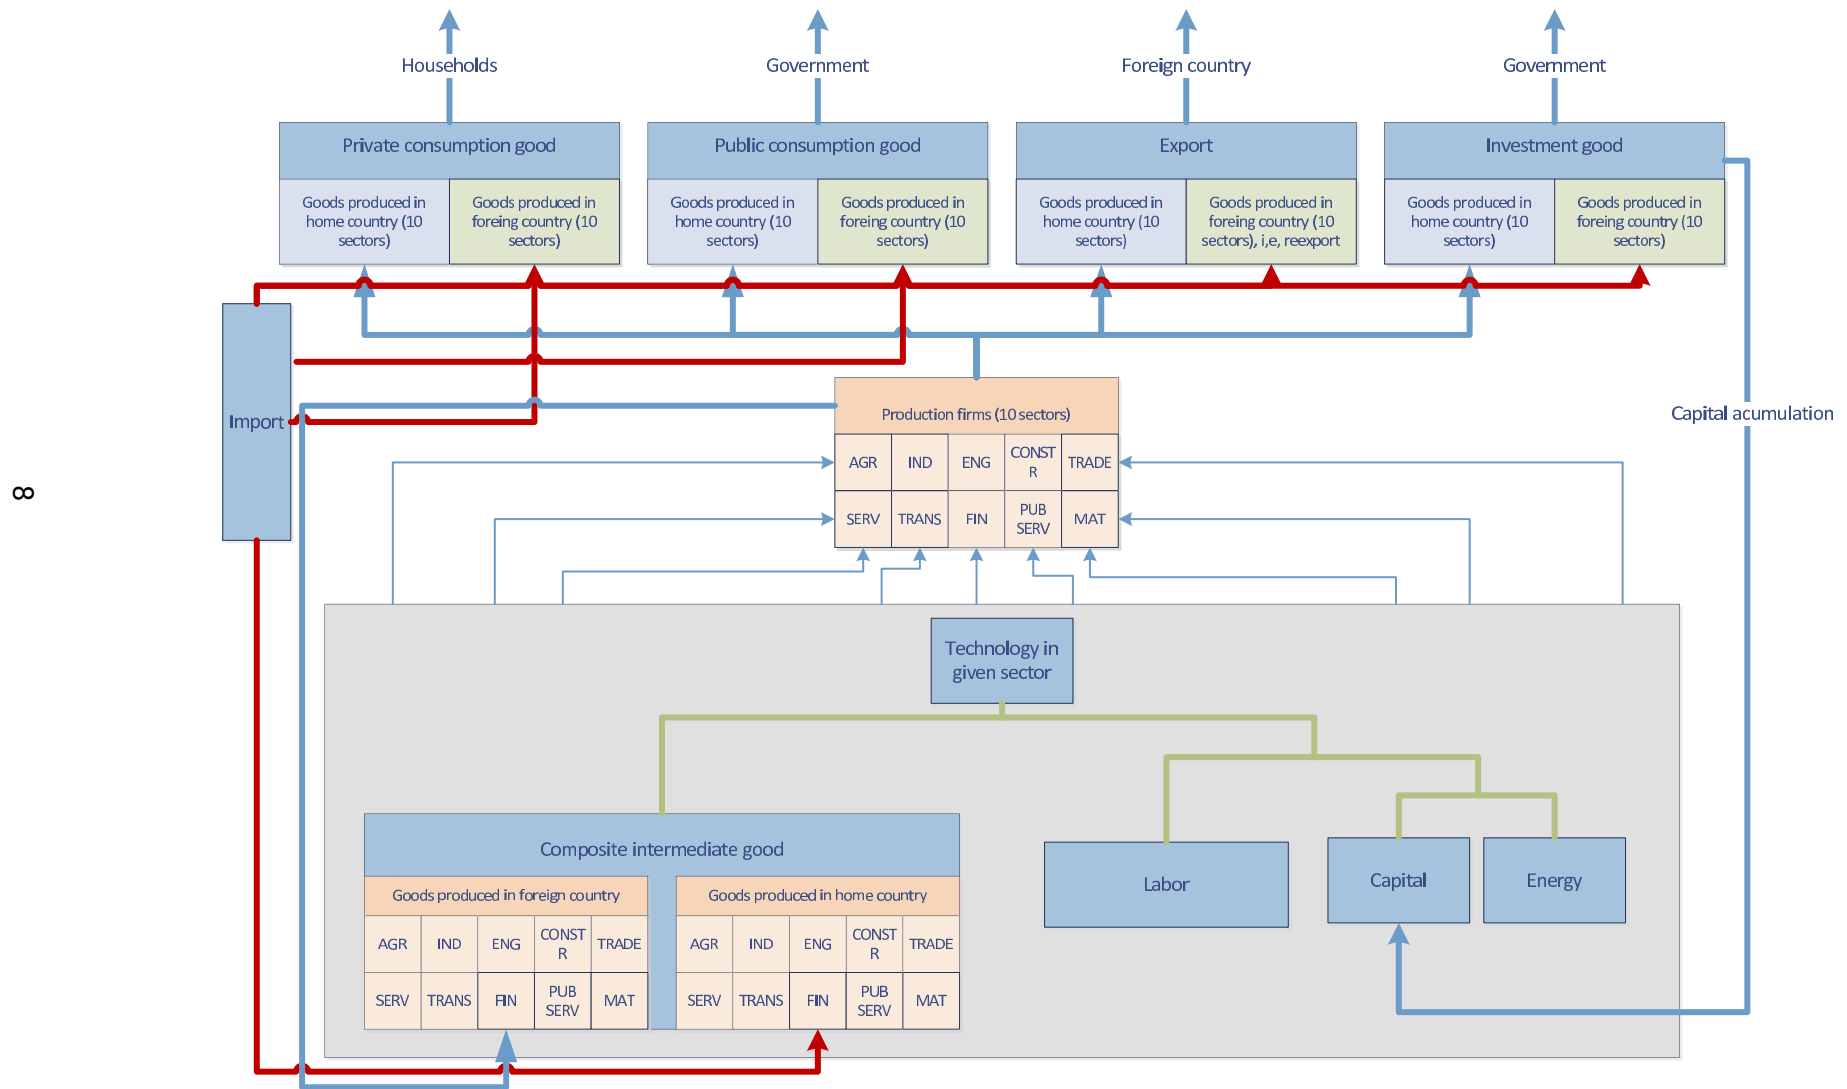 Households
Government
Foreign country
Government
Private consumption good
Public consumption good
Export
Investment good
Goods produced in
home country (10
sectors)
Goods produced in
foreing country (10
sectors)
Goods produced in
home country (10
sectors)
Goods produced in
foreing country (10
sectors)
Goods produced in
home country (10
sectors)
Goods produced in
foreing country (10
sectors), i,e, reexport
Goods produced in
home country (10
sectors)
Goods produced in
foreing country (10
sectors)
Import
Production firms (10 sectors)
Capital acumulation
AGR
IND
ENG
CONST
R
TRADE
SERV
TRANS
FIN
PUB
SERV
MAT
8
Technology in
given sector
Composite intermediate good
Labor
Capital
Energy
Goods produced in foreign country
AGR
IND
ENG
CONST
R
TRADE
SERV
TRANS
FIN
PUB
SERV
MAT
Goods produced in home country
AGR
IND
ENG
CONST
R
TRADE
SERV
TRANS
FIN
PUB
SERV
MAT